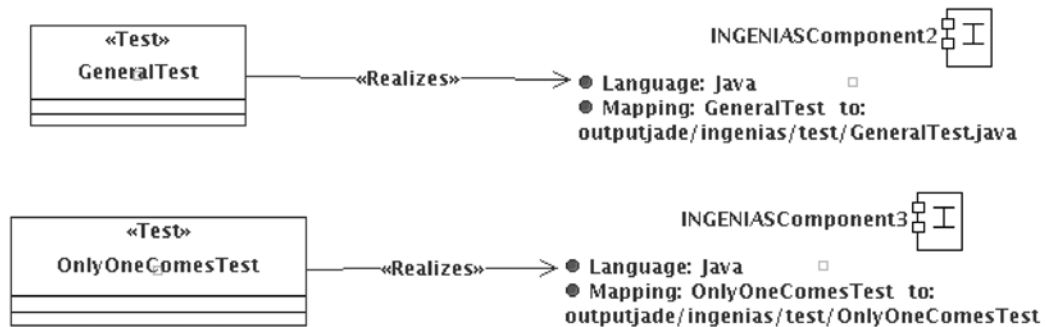 «Test»
GeneralTest
«Realizes»
INGENIASComponent2
Language: Java
Mapping: GeneralTest to:
outputjade/ingenias/test/GeneralTest.java
«Test»
OnlyOneComesTest
«Realizes»
INGENIASComponent3
Language: Java
Mapping: OnlyOneComesTest to:
outputjade/ingenias/test/OnlyOneComesTest